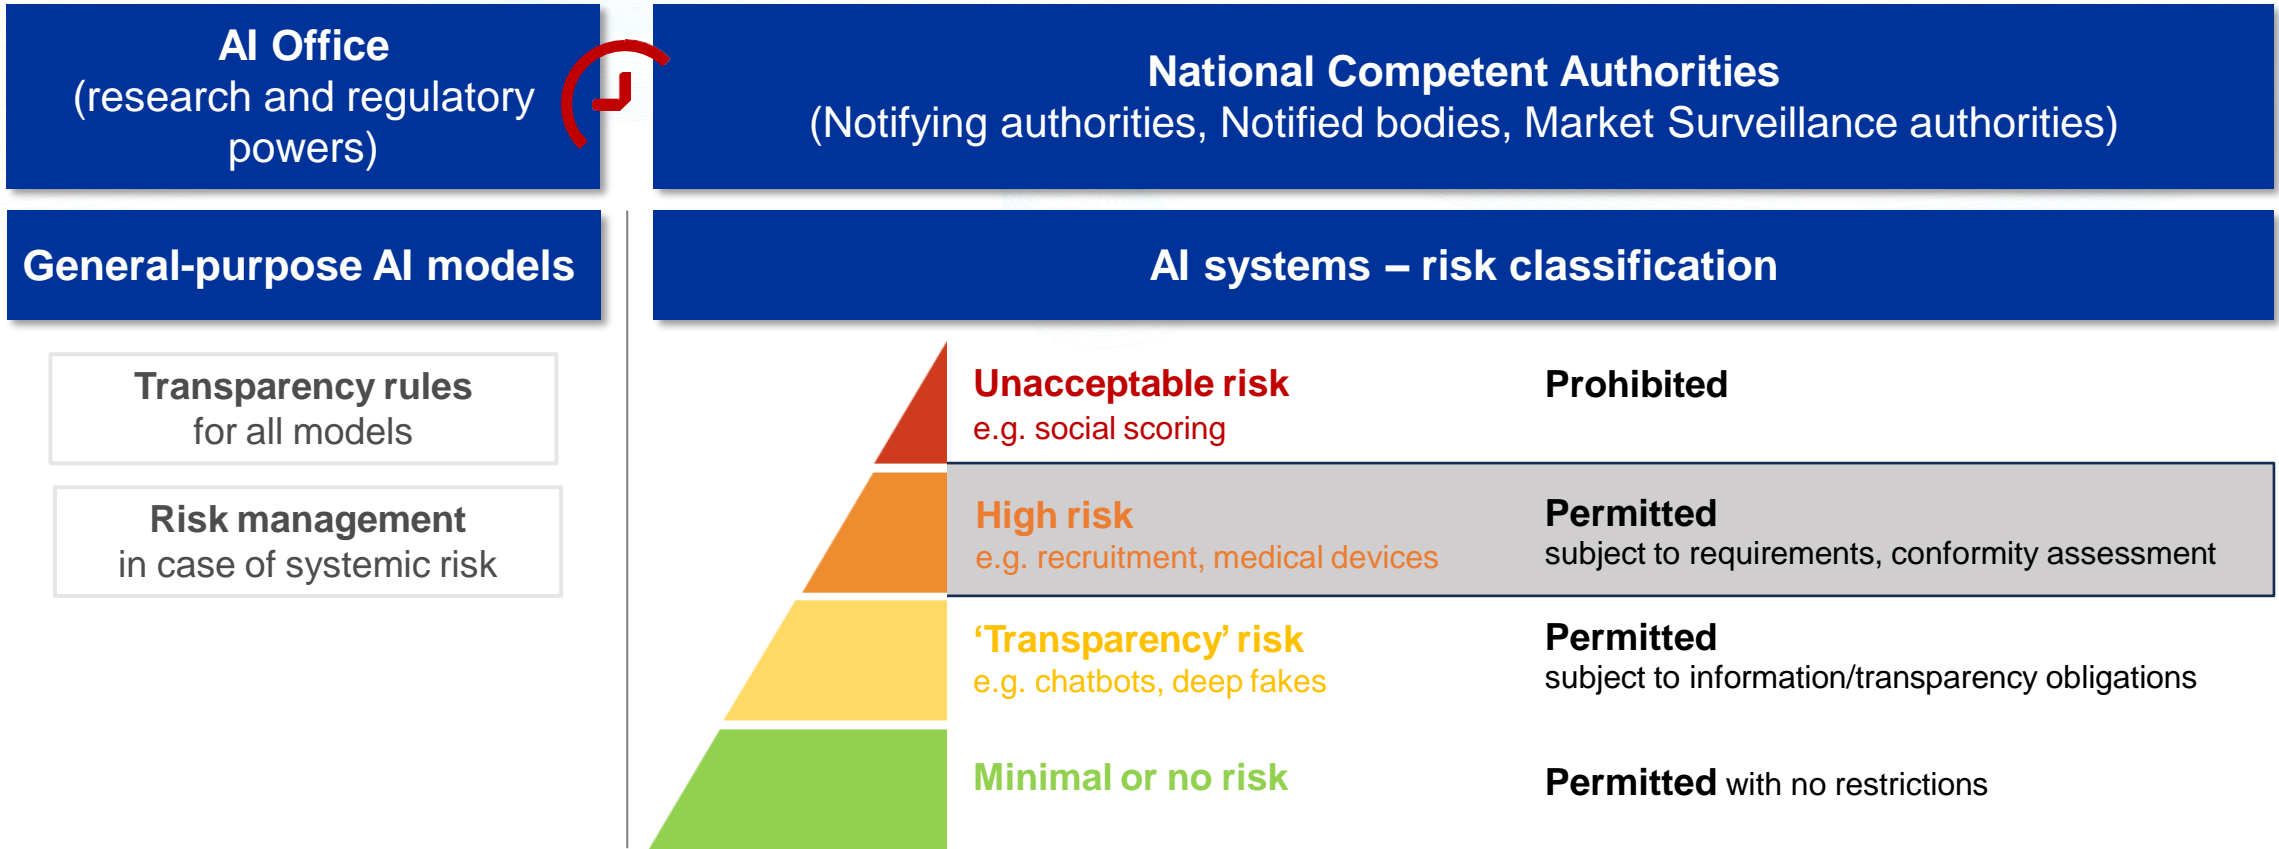 AI Office
(research and regulatory
powers)
National Competent Authorities
(Notifying authorities, Notified bodies, Market Surveillance authorities)
General-purpose AI models
AI systems – risk classification
Transparency rules
for all models
Risk management
in case of systemic risk
Unacceptable risk
e.g. social scoring
Prohibited
High risk
e.g. recruitment, medical devices
Permitted
subject to requirements, conformity assessment
‘Transparency’ risk
e.g. chatbots, deep fakes
Permitted
subject to information/transparency obligations
Minimal or no risk
Permitted with no restrictions